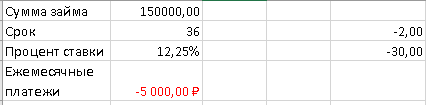 Сумма займа 150000,00
Срок 36 -2,00
Процент ставки 12,25% -30,00
Ежемесячные
платежи -5 000,00 ₽